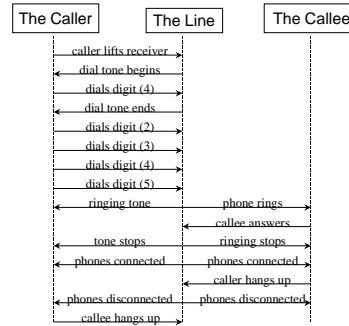 The Caller The Line The Callee
caller lifts receiver
dial tone begins
dials digit (4)
dial tone ends
dials digit (2)
dials digit (3)
dials digit (4)
dials digit (5)
ringing tone phone rings
callee answers
tone stops ringing stops
phones connected phones connected
caller hangs up
phones disconnected phones disconnected
callee hangs up